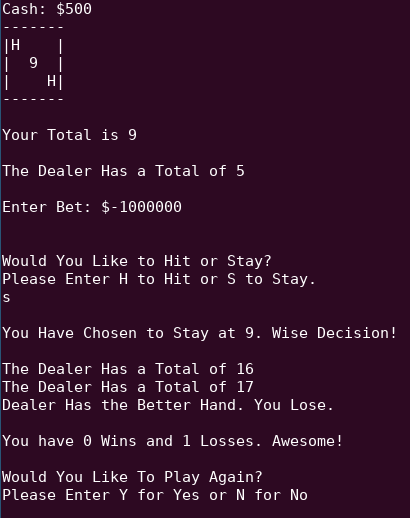 Cash: $500
-------
|H    |
|  9  |
|    H|
-------
Your Total is 9
The Dealer Has a Total of 5
Enter Bet: $-1000000
Would You Like to Hit or Stay?
Please Enter H to Hit or S to Stay.
s
You Have Chosen to Stay at 9. Wise Decision!
The Dealer Has a Total of 16
The Dealer Has a Total of 17
Dealer Has the Better Hand. You Lose.
You have 0 Wins and 1 Losses. Awesome!
Would You Like To Play Again?
Please Enter Y for Yes or N for No